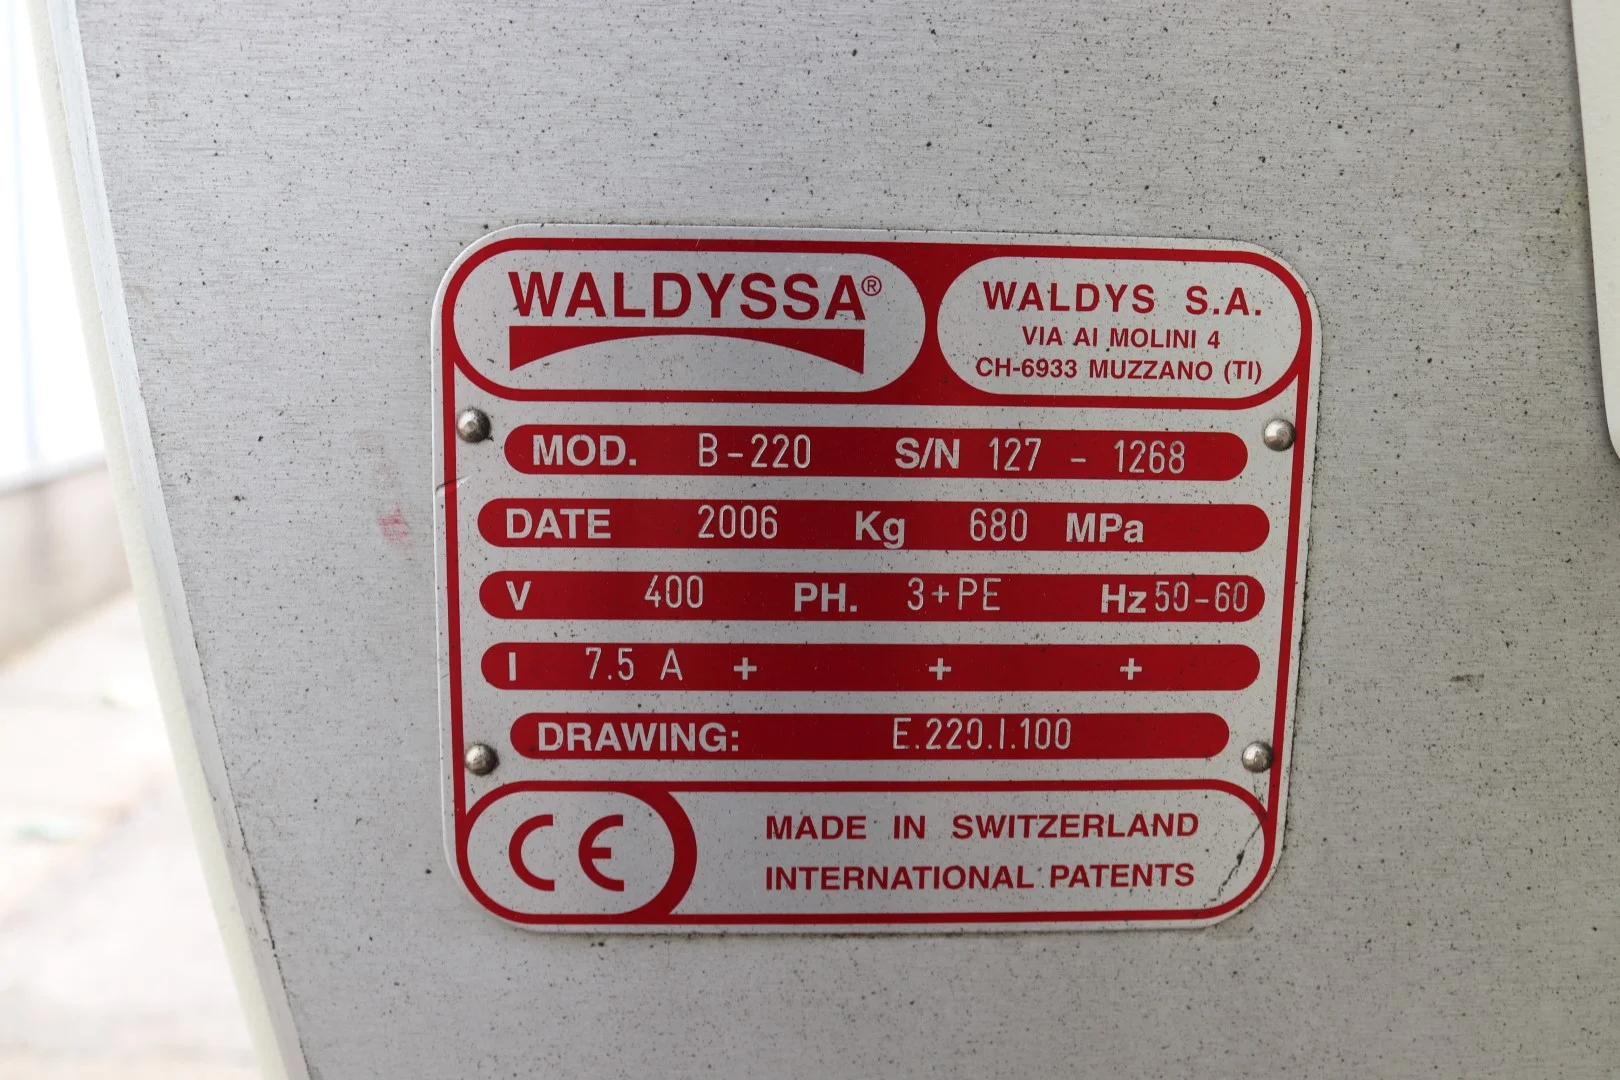 WALDYSSA®
WALDYS S.A.
VIA AI MOLINI 4
CH-6933 MUZZANO (TI)
MOD. B-220 S/N 127 - 1268
DATE 2006 Kg 680 MPa
V 400 PH. 3+PE Hz 50-60
I 7.5 A + + +
DRAWING: E.220.I.100
CE
MADE IN SWITZERLAND
INTERNATIONAL PATENTS